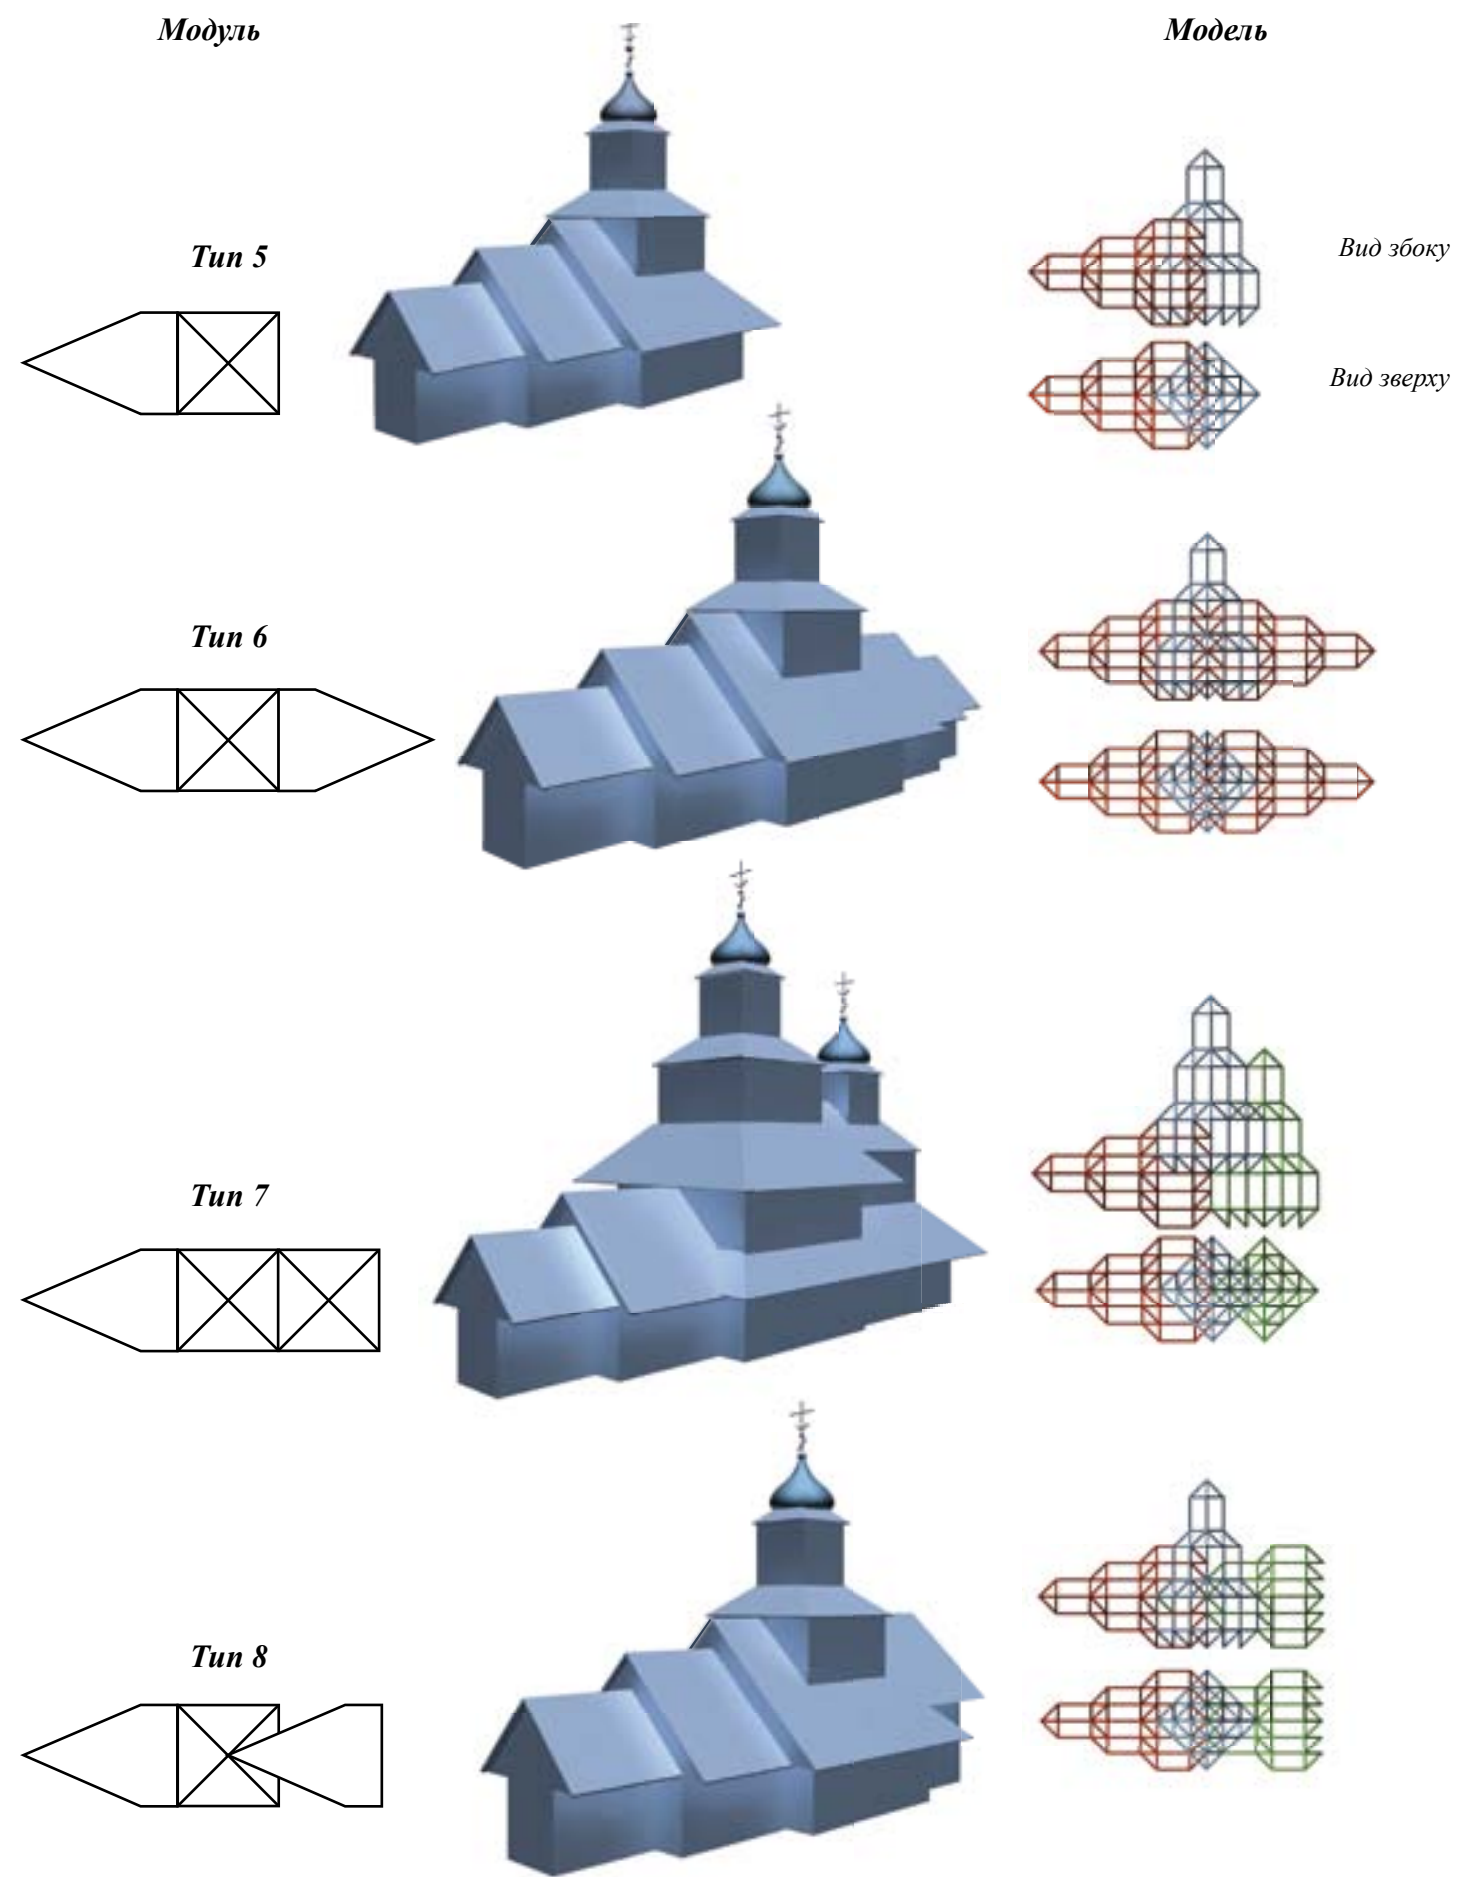 Модуль
Модель
Тип 5
Вид збоку
Вид зверху
Тип 6
Тип 7
Тип 8